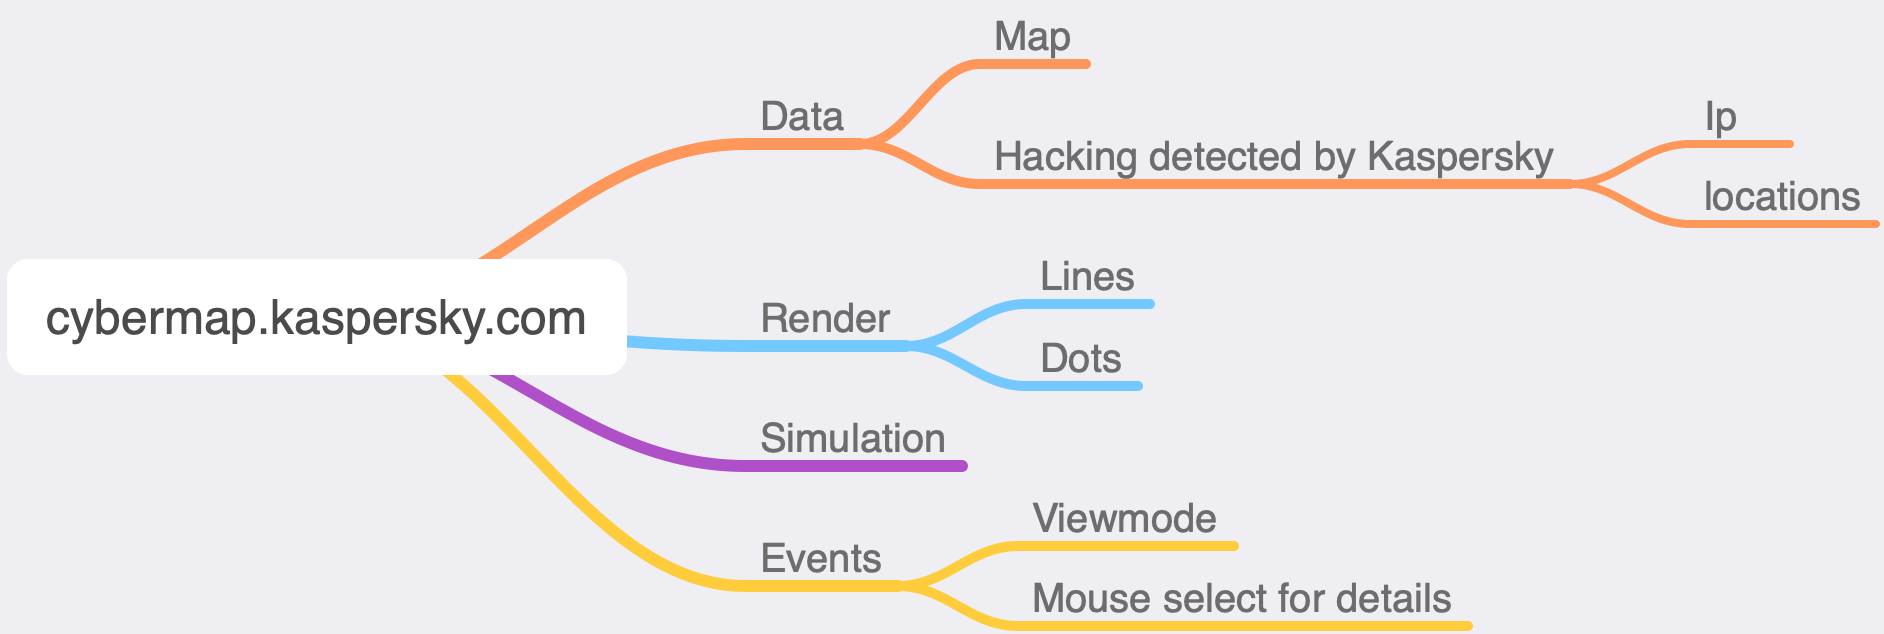 cybermap.kaspersky.com
Data
Map
Hacking detected by Kaspersky
Ip
locations
Render
Lines
Dots
Simulation
Events
Viewmode
Mouse select for details